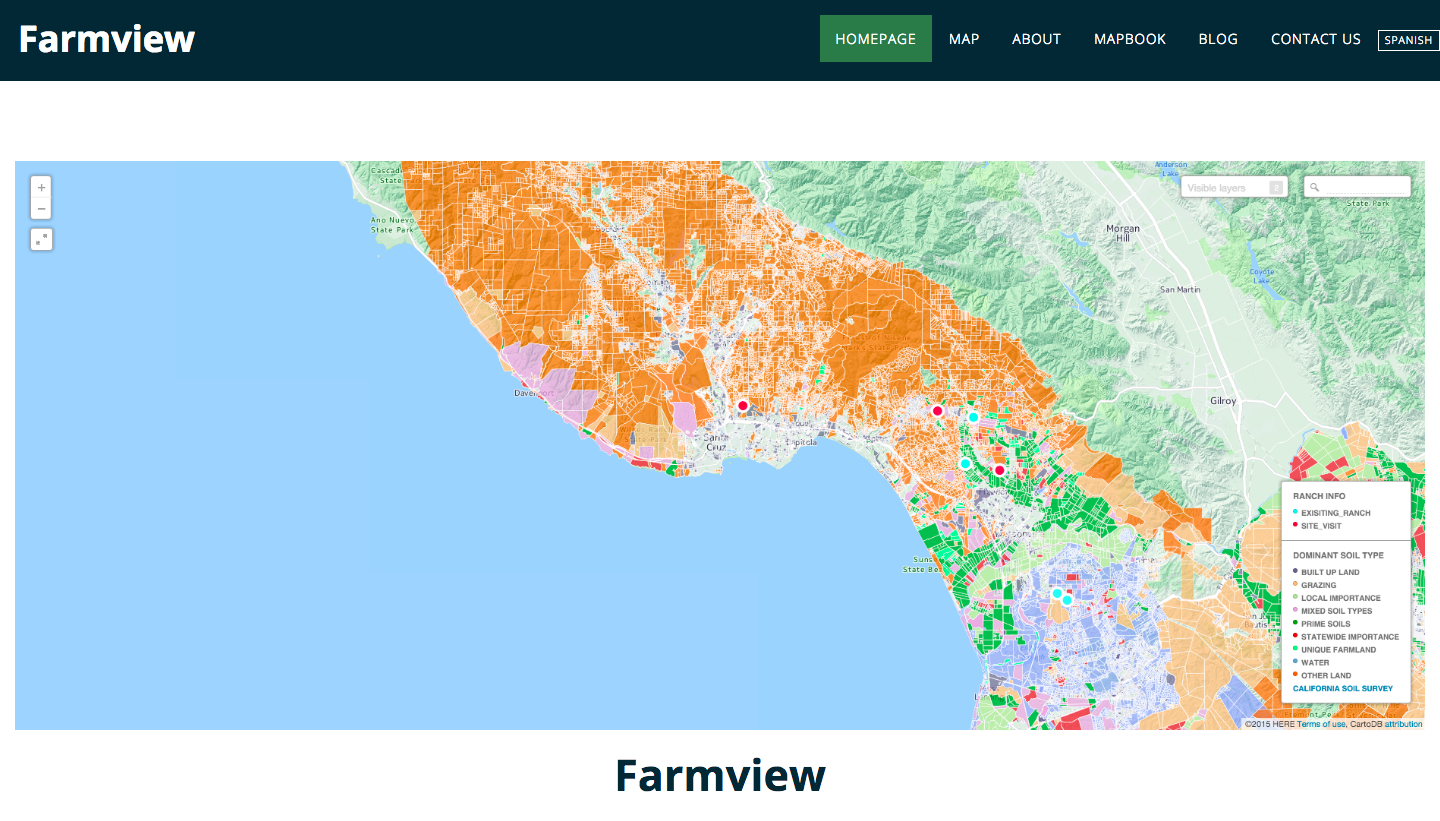 Farmview
HOMEPAGE MAP ABOUT MAPBOOK BLOG CONTACT US SPANISH
+
−
Visible layers
Cascade
State
Ano Nuevo
State Park
Anderson
Lake
State Park
Morgan
Hill
San Martin
Coyote
Lake
Davenport
Santa
Cruz
Gilroy
Suns
State Be
RANCH INFO
EXISITING_RANCH
SITE_VISIT
DOMINANT SOIL TYPE
BUILT UP LAND
GRAZING
LOCAL IMPORTANCE
MIXED SOIL TYPES
PRIME SOILS
STATEWIDE IMPORTANCE
UNIQUE FARMLAND
WATER
OTHER LAND
CALIFORNIA SOIL SURVEY
©2015 HERE Terms of use, CartoDB attribution
Farmview